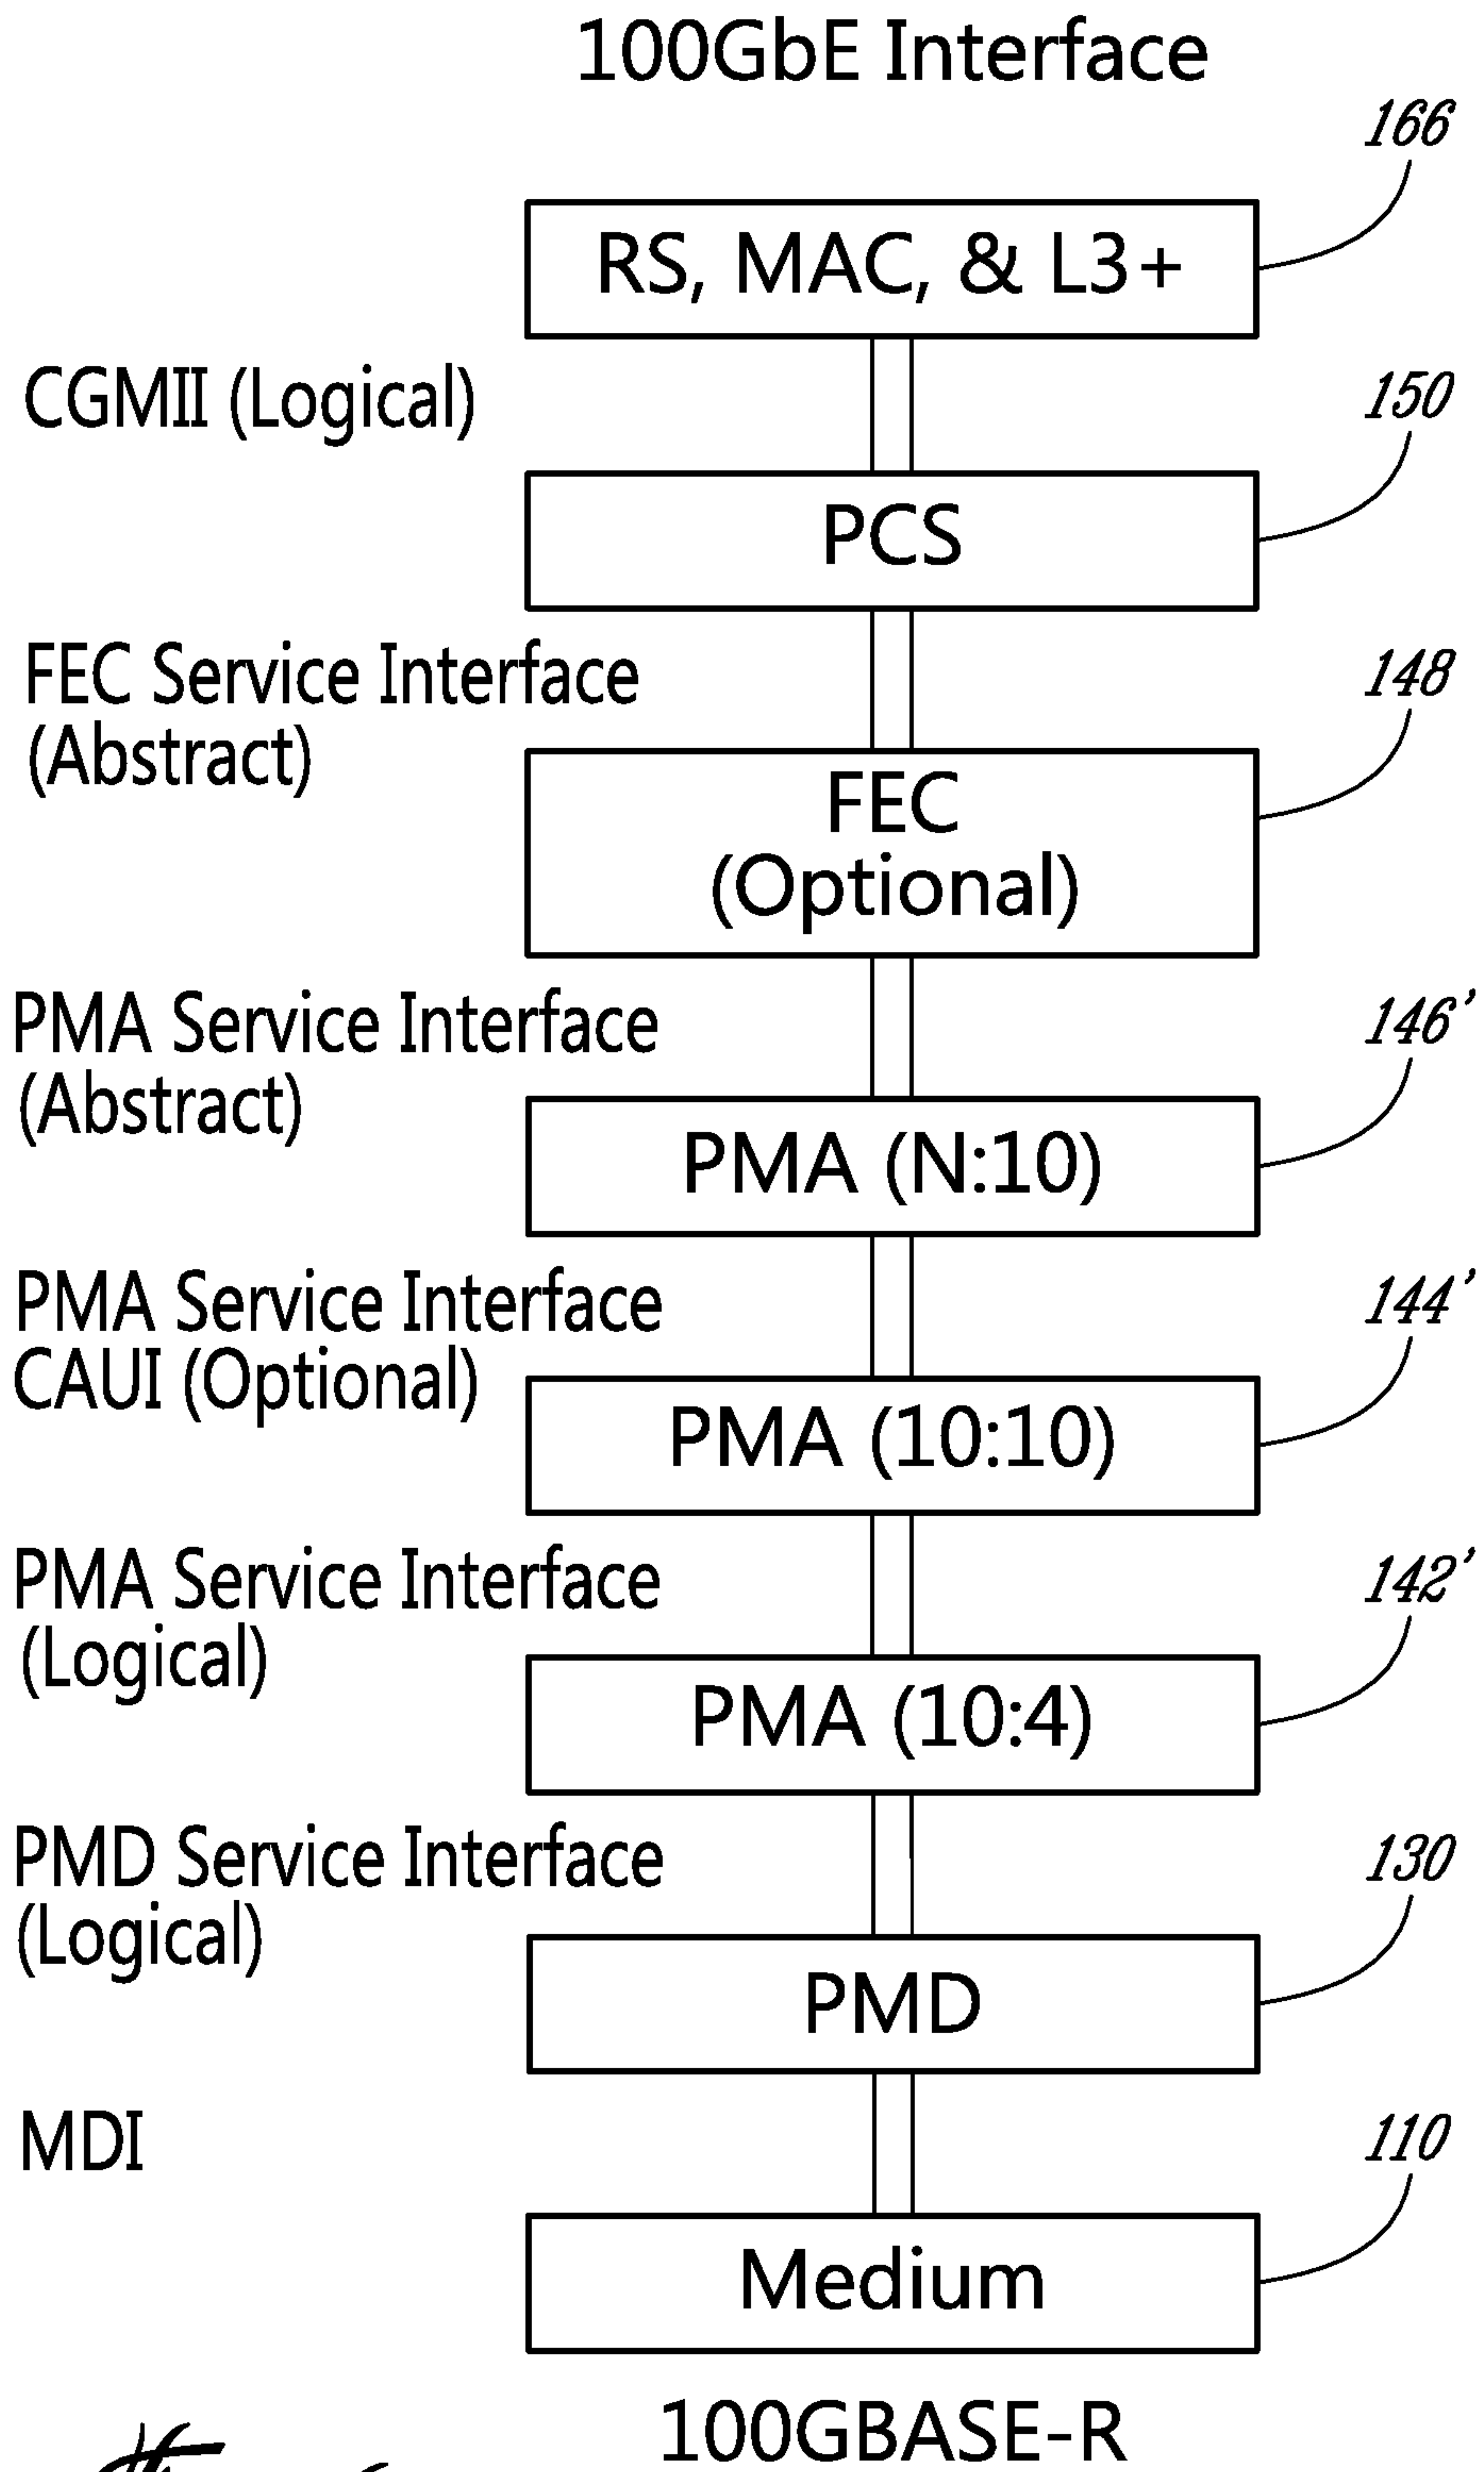 100GbE Interface
166
RS, MAC, & L3+
CGMII (Logical)
150
PCS
FEC Service Interface
(Abstract)
148
FEC
(Optional)
PMA Service Interface
(Abstract)
146'
PMA (N:10)
PMA Service Interface
CAUI (Optional)
144'
PMA (10:10)
PMA Service Interface
(Logical)
142'
PMA (10:4)
PMD Service Interface
(Logical)
130
PMD
MDI
110
Medium
100GBASE-R